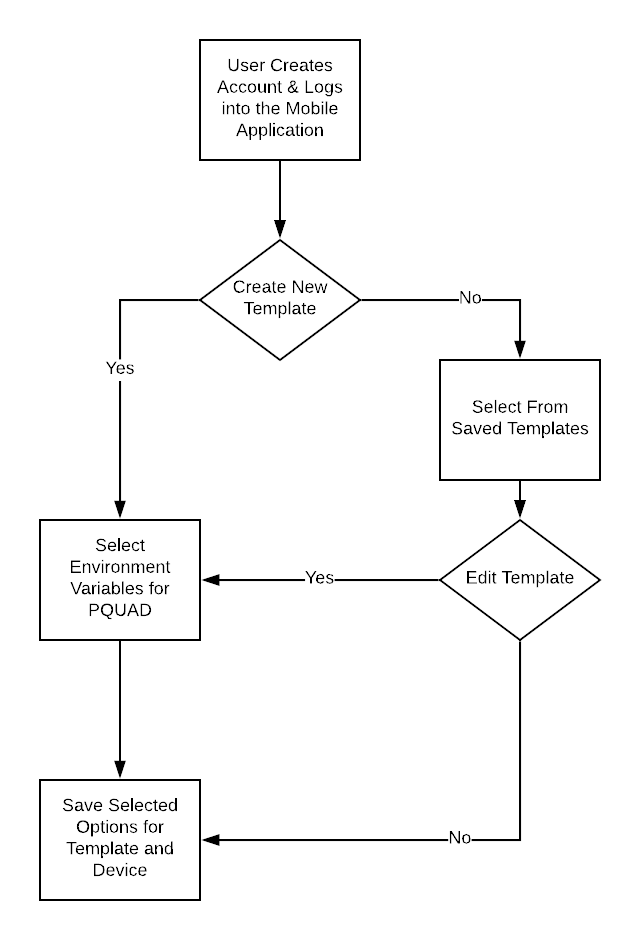 User Creates
Account & Logs
into the Mobile
Application
Create New
Template
No
Yes
Select From
Saved Templates
Select
Environment
Variables for
PQUAD
Yes
Edit Template
Save Selected
Options for
Template and
Device
No